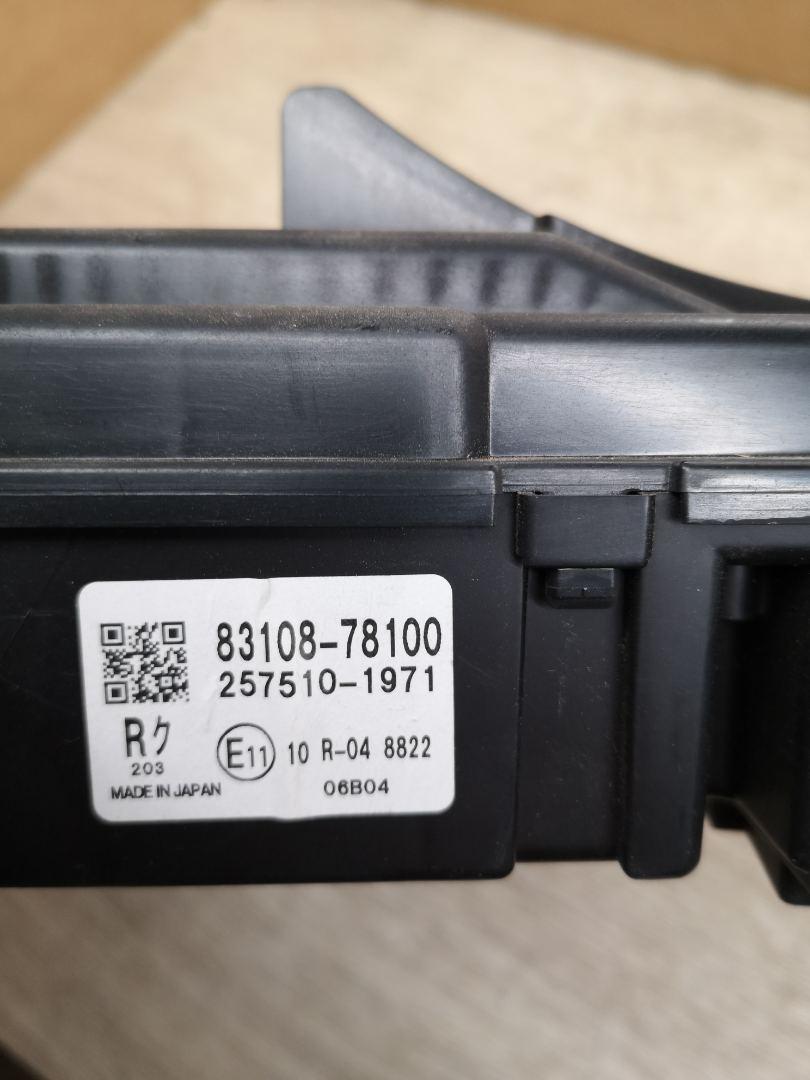 83108-78100
257510-1971
Rク
203
E11 10 R-04 8822
MADE IN JAPAN
06B04